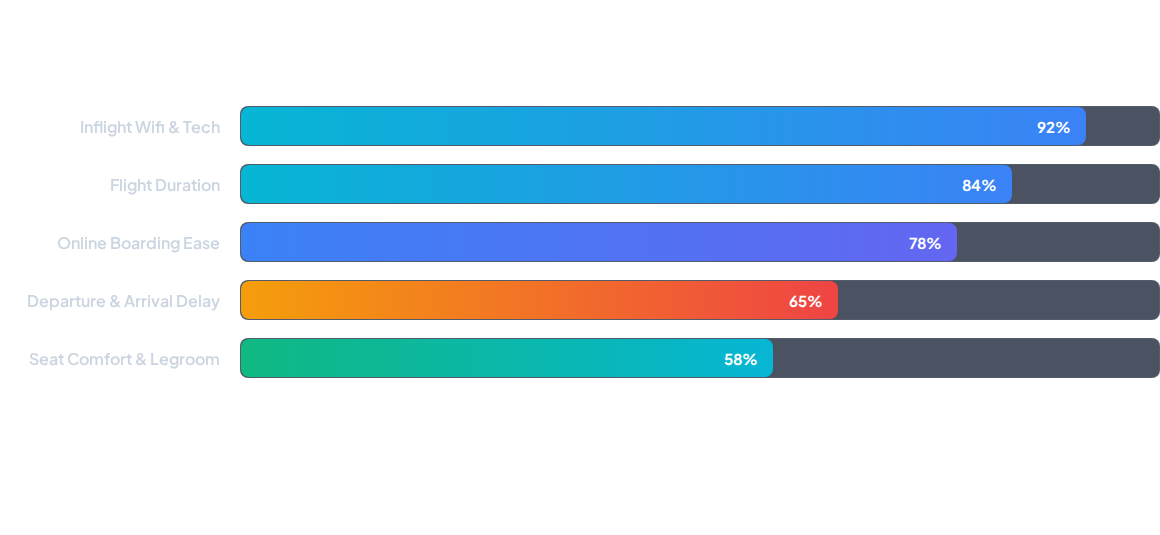 Inflight Wifi & Tech 92%
Flight Duration 84%
Online Boarding Ease 78%
Departure & Arrival Delay 65%
Seat Comfort & Legroom 58%